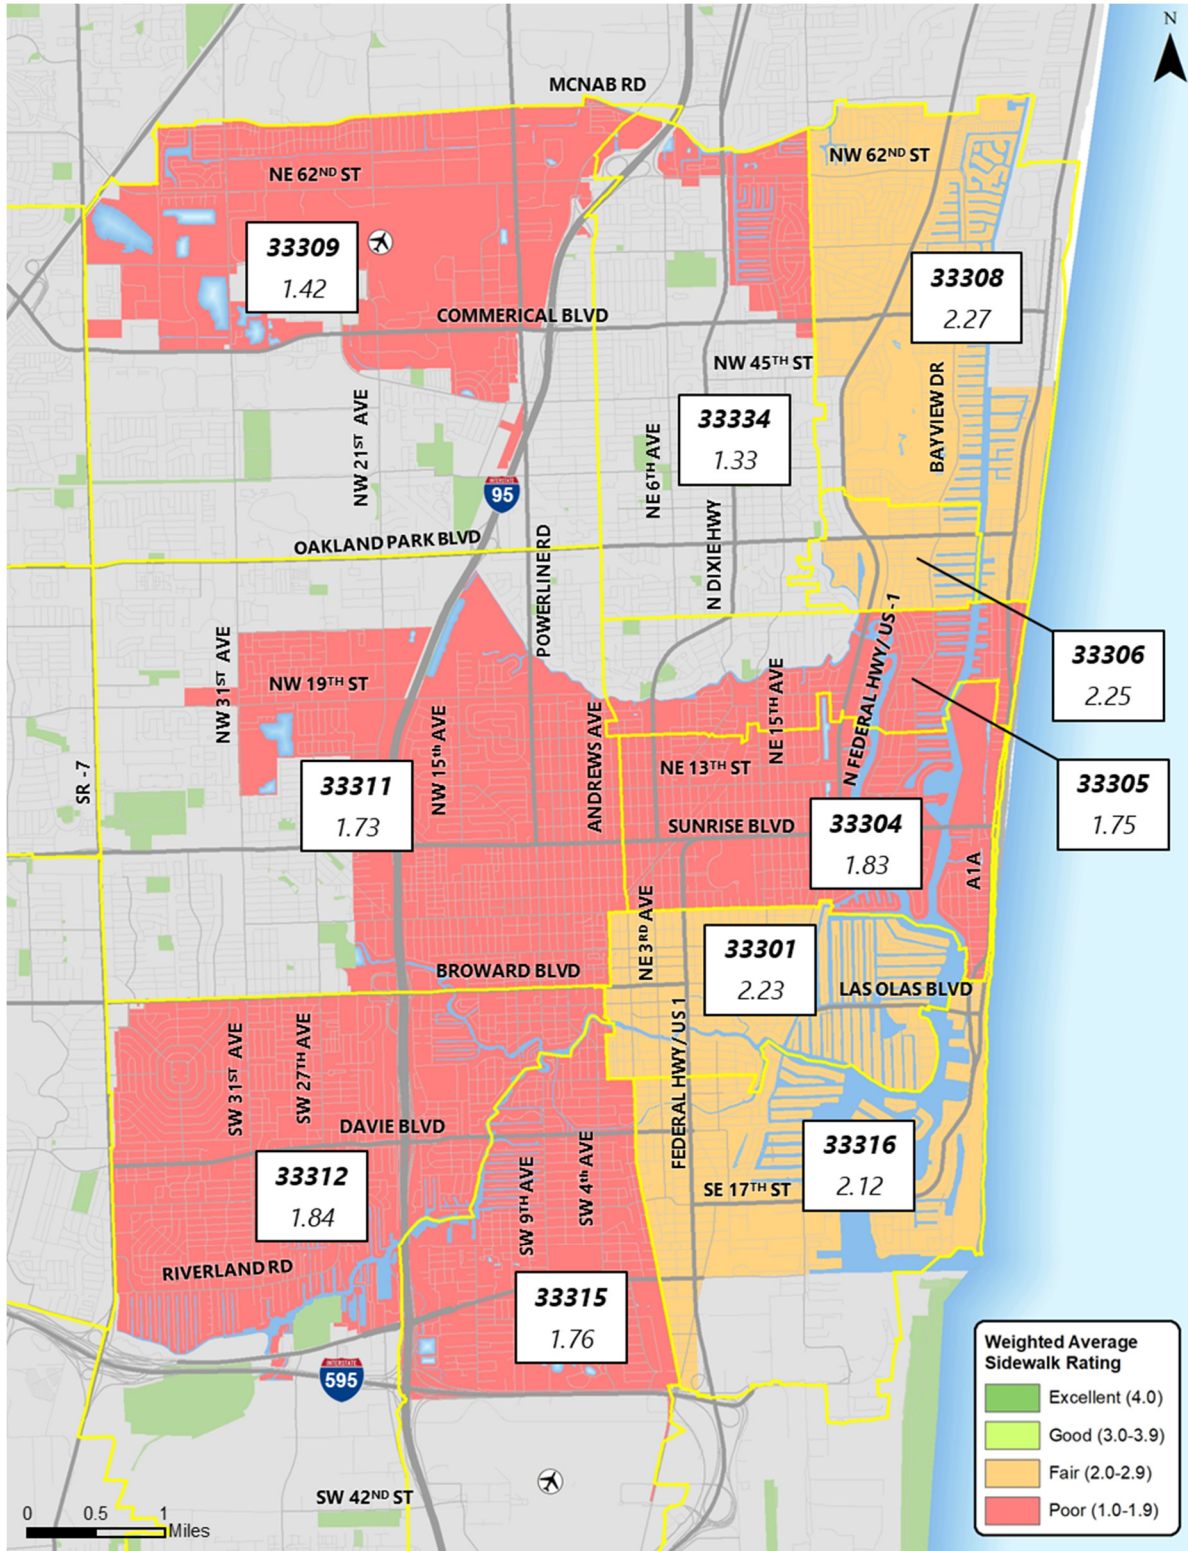 N
MCNAB RD
NE 62ND ST
NW 62ND ST
33309
1.42
33308
2.27
COMMERICAL BLVD
NW 45TH ST
BAYVIEW DR
NW 21ST AVE
33334
1.33
NE 6TH AVE
INTERSTATE
95
N DIXIE HWY
OAKLAND PARK BLVD
POWERLINE RD
N FEDERAL HWY/ US -1
33306
2.25
NW 31ST AVE
NW 19TH ST
NE 15TH AVE
NW 15th AVE
ANDREWS AVE
NE 13TH ST
SR -7
33311
1.73
33305
1.75
SUNRISE BLVD
33304
1.83
A1A
NE 3RD AVE
33301
2.23
BROWARD BLVD
LAS OLAS BLVD
SW 31ST AVE
SW 27TH AVE
FEDERAL HWY/ US 1
DAVIE BLVD
33316
2.12
33312
1.84
SW 9TH AVE
SW 4th AVE
SE 17TH ST
RIVERLAND RD
33315
1.76
INTERSTATE
595
SW 42ND ST
Weighted Average
Sidewalk Rating
Excellent (4.0)
Good (3.0-3.9)
Fair (2.0-2.9)
Poor (1.0-1.9)
0 0.5 1
Miles